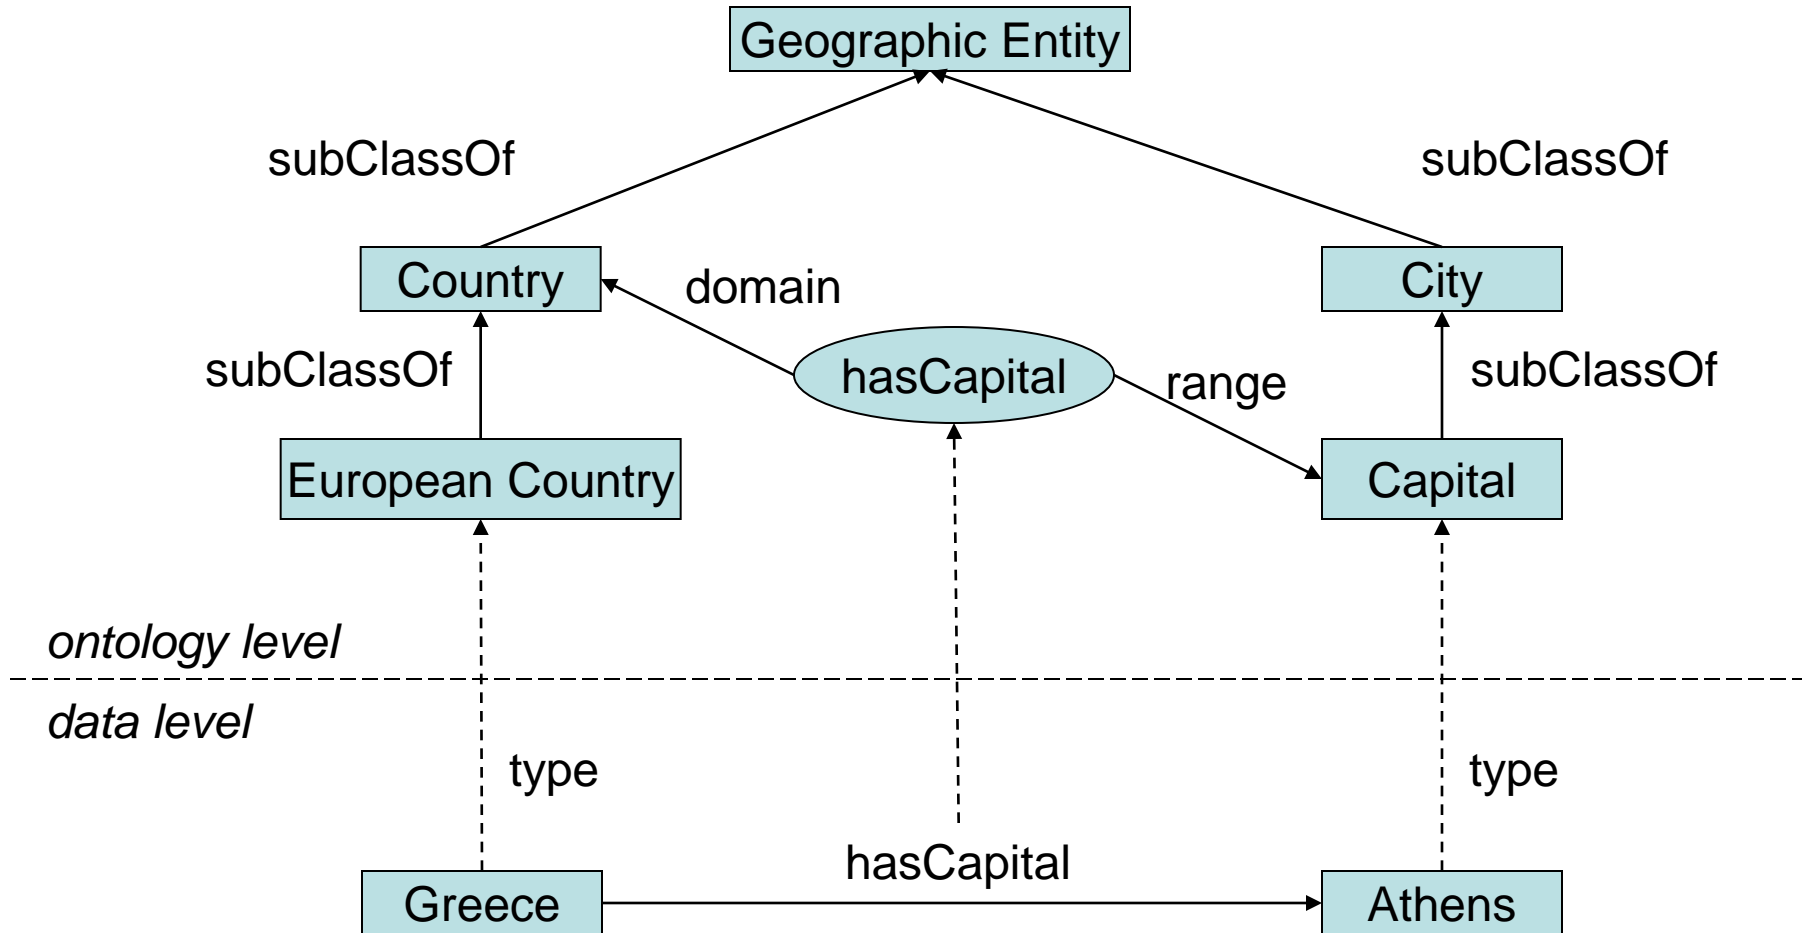 Geographic Entity
subClassOf
subClassOf
Country
domain
City
subClassOf
hasCapital
range
subClassOf
European Country
Capital
ontology level
data level
type
type
hasCapital
Greece
Athens